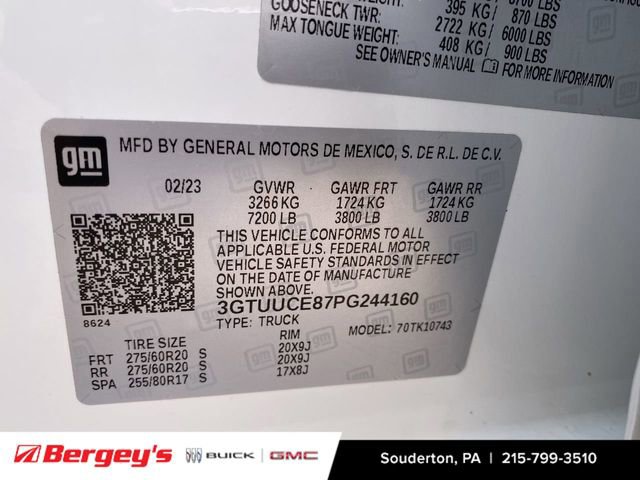 395 KG/ 870 LBS
GOOSENECK TWR: 2722 KG/ 6000 LBS
MAX TONGUE WEIGHT: 408 KG/ 900 LBS
SEE OWNER'S MANUAL FOR MORE INFORMATION
gm
MFD BY GENERAL MOTORS DE MEXICO, S. DE R.L. DE C.V.
02/23 GVWR GAWR FRT GAWR RR
3266 KG 1724 KG 1724 KG
7200 LB 3800 LB 3800 LB
THIS VEHICLE CONFORMS TO ALL
APPLICABLE U.S. FEDERAL MOTOR
VEHICLE SAFETY STANDARDS IN EFFECT
ON THE DATE OF MANUFACTURE
SHOWN ABOVE.
3GTUUCE87PG244160
8624
TYPE: TRUCK MODEL: 70TK10743
TIRE SIZE RIM
FRT 275/60R20 S 20X9J
RR 275/60R20 S 20X9J
SPA 255/80R17 S 17X8J
Bergey's BUICK GMC Souderton, PA | 215-799-3510